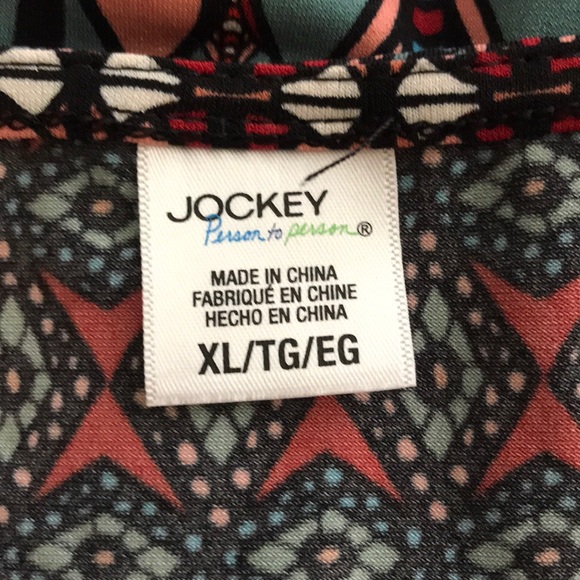 JOCKEY
Person to person®
MADE IN CHINA
FABRIQUÉ EN CHINE
HECHO EN CHINA
XL/TG/EG